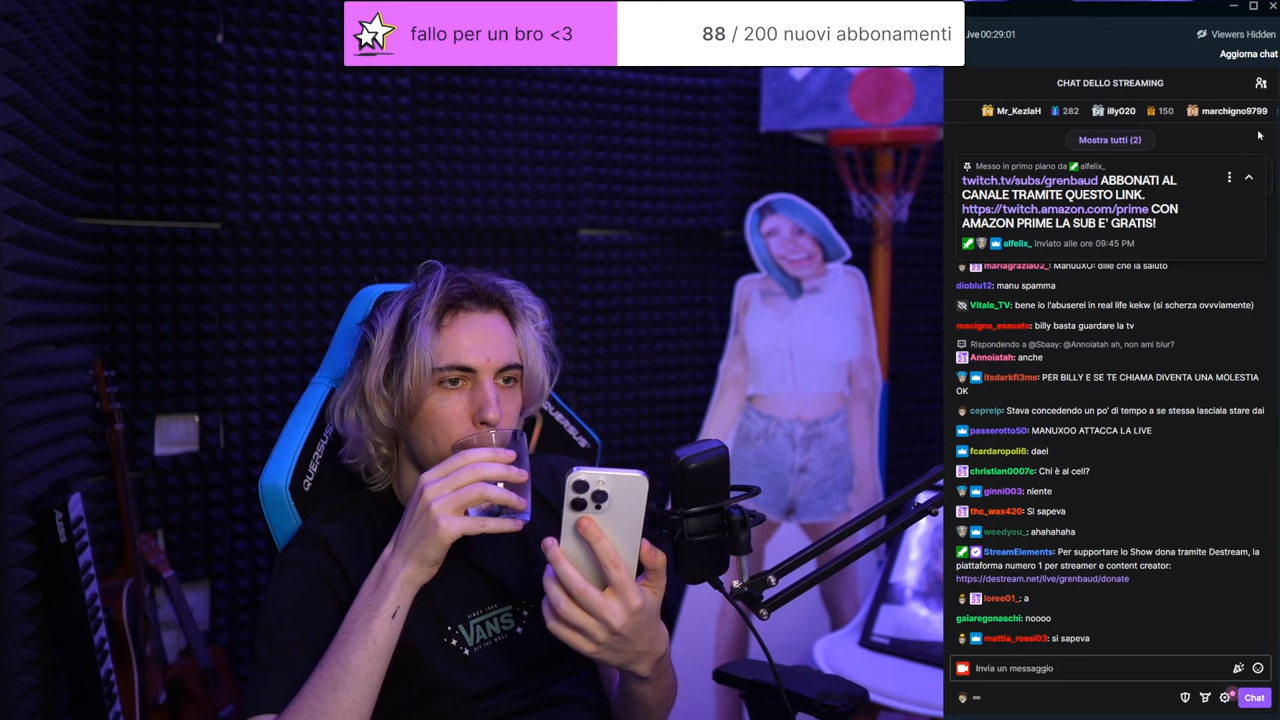 fallo per un bro <3
88 / 200 nuovi abbonamenti
Live 00:29:01
Viewers Hidden
Aggiorna chat
CHAT DELLO STREAMING
Mr_KezlaH
282
illy020
150
marchigno9799
Mostra tutti (2)
Messo in primo piano da alfelix_
twitch.tv/subs/grenbaud ABBONATI AL
CANALE TRAMITE QUESTO LINK.
https://twitch.amazon.com/prime CON
AMAZON PRIME LA SUB E' GRATIS!
alfelix_ inviato alle ore 09:45 PM
mariagrazia02_: ManuuXO: dille che la saluto
dioblu12: manu spamma
Vitale_TV: bene io l'abuserei in real life kekw (si scherza ovvviamente)
macigno_esausto: billy basta guardare la tv
Rispondendo a @Sbaay: @Annoiatah ah, non ami blur?
Annoiatah: anche
itsdarkfl3me: PER BILLY E SE TE CHIAMA DIVENTA UNA MOLESTIA
OK
ceprelp: Stava concedendo un po' di tempo a se stessa lasciala stare dai
passerotto50: MANUXOO ATTACCA LA LIVE
fcardaropoli6: daei
christian0007c: Chi è al cell?
ginni003: niente
thc_wax420: Si sapeva
weedyou_: ahahahaha
StreamElements: Per supportare lo Show dona tramite Destream, la
piattaforma numero 1 per streamer e content creator:
https://destream.net/live/grenbaud/donate
loree01_: a
gaiaregonaschi: noooo
mattia_rossi03: si sapeva
Invia un messaggio
Chat
QUERSUS
QUERSUS
SINCE 1966
VANS
"OFF THE WALL"